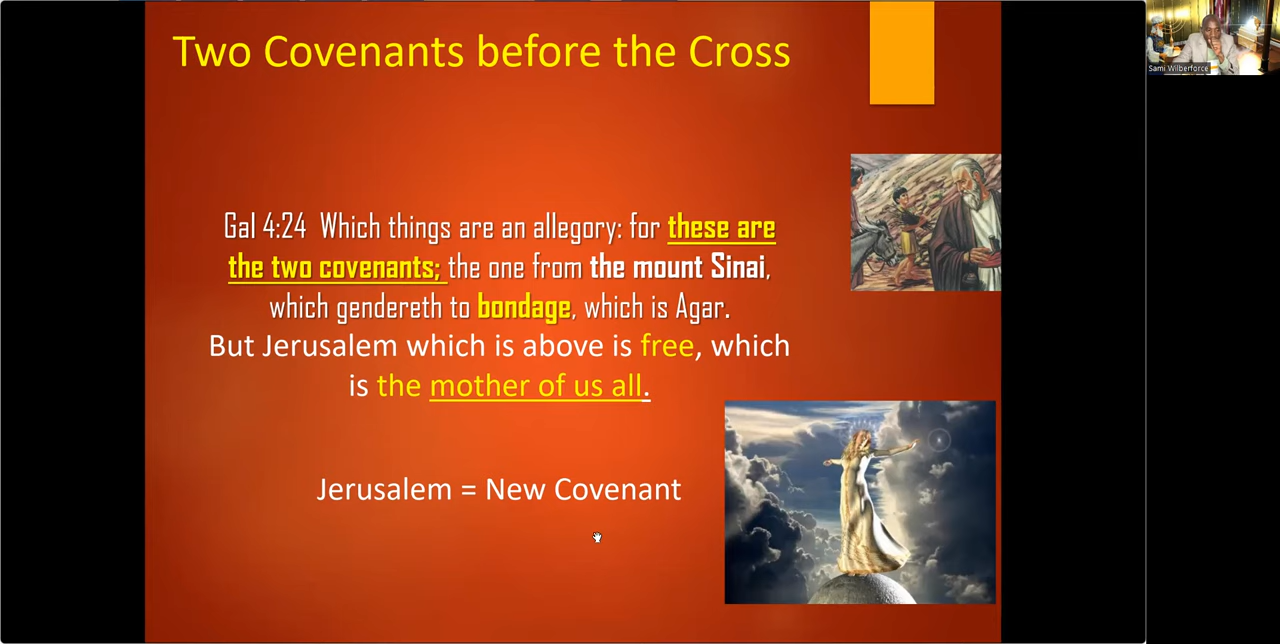 Two Covenants before the Cross
Sami Wilberforce
Gal 4:24 Which things are an allegory: for these are
the two covenants; the one from the mount Sinai,
which gendereth to bondage, which is Agar.
But Jerusalem which is above is free, which
is the mother of us all.
Jerusalem = New Covenant